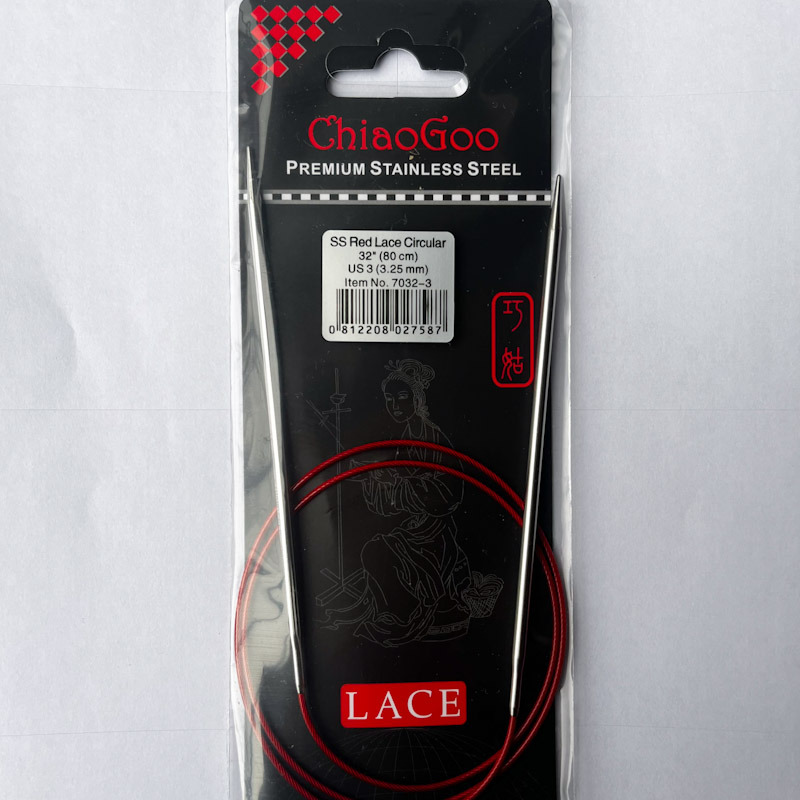 ChiaoGoo
PREMIUM STAINLESS STEEL
SS Red Lace Circular
32" (80 cm)
US 3 (3.25 mm)
Item No. 7032-3
0 812208 027587
巧
姑
LACE